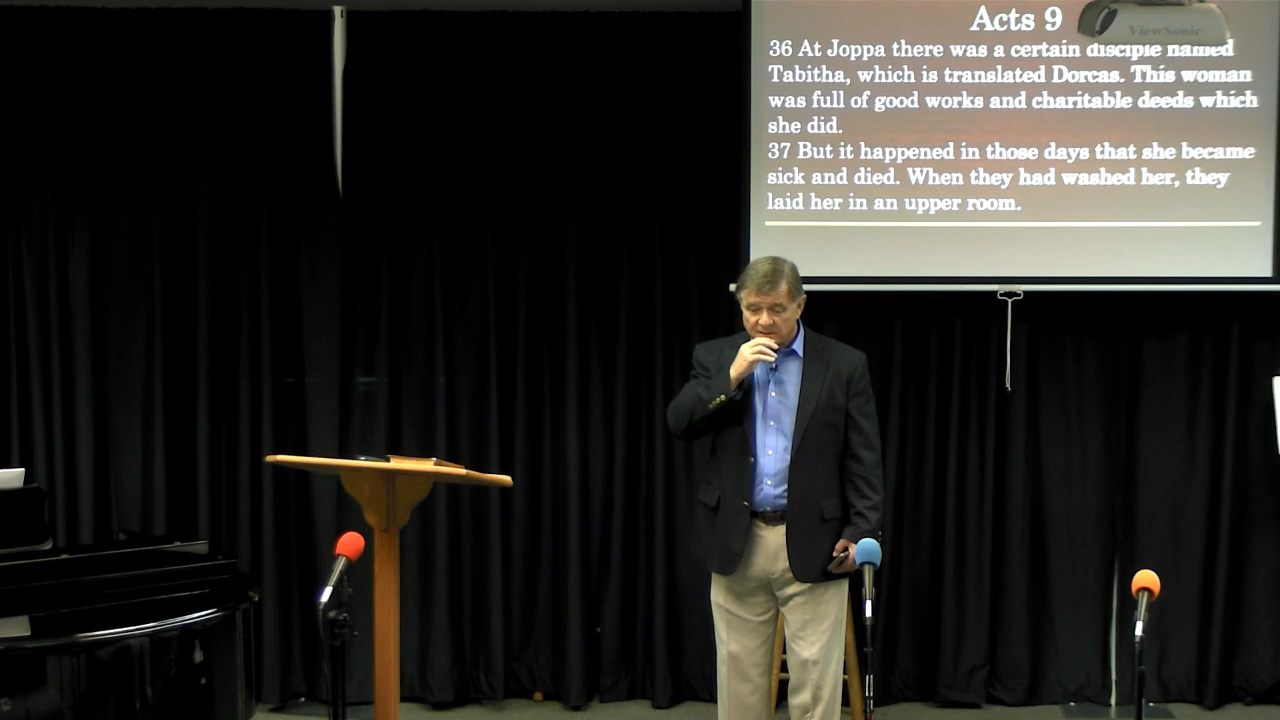 Acts 9
ViewSonic
36 At Joppa there was a certain disciple named
Tabitha, which is translated Dorcas. This woman
was full of good works and charitable deeds which
she did.
37 But it happened in those days that she became
sick and died. When they had washed her, they
laid her in an upper room.